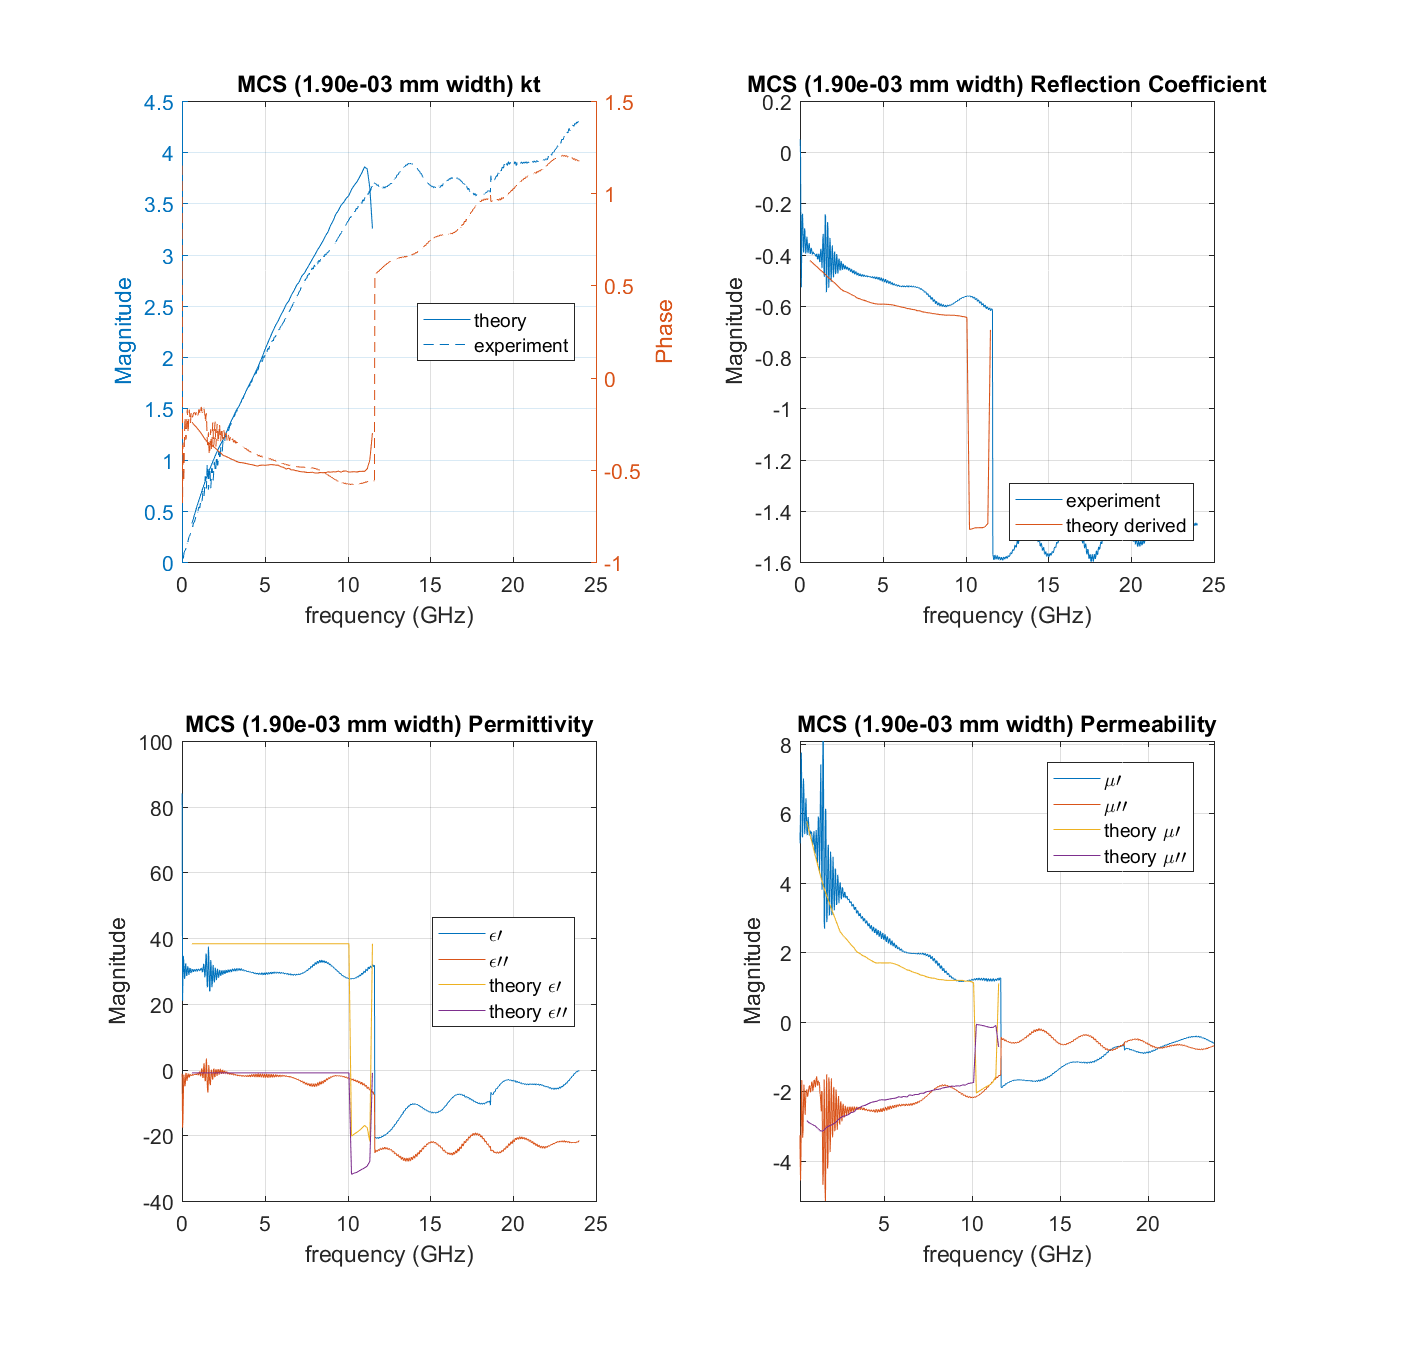 MCS (1.90e-03 mm width) kt
4.5
4
3.5
3
2.5
2
1.5
1
0.5
0
Magnitude
1.5
1
0.5
0
-0.5
-1
Phase
theory
experiment
0 5 10 15 20 25
frequency (GHz)
MCS (1.90e-03 mm width) Reflection Coefficient
0.2
0
-0.2
-0.4
-0.6
-0.8
-1
-1.2
-1.4
-1.6
Magnitude
experiment
theory derived
0 5 10 15 20 25
frequency (GHz)
MCS (1.90e-03 mm width) Permittivity
100
80
60
40
20
0
-20
-40
Magnitude
ϵ′
ϵ′′
theory ϵ′
theory ϵ′′
0 5 10 15 20 25
frequency (GHz)
MCS (1.90e-03 mm width) Permeability
8
6
4
2
0
-2
-4
Magnitude
μ′
μ′′
theory μ′
theory μ′′
5 10 15 20
frequency (GHz)